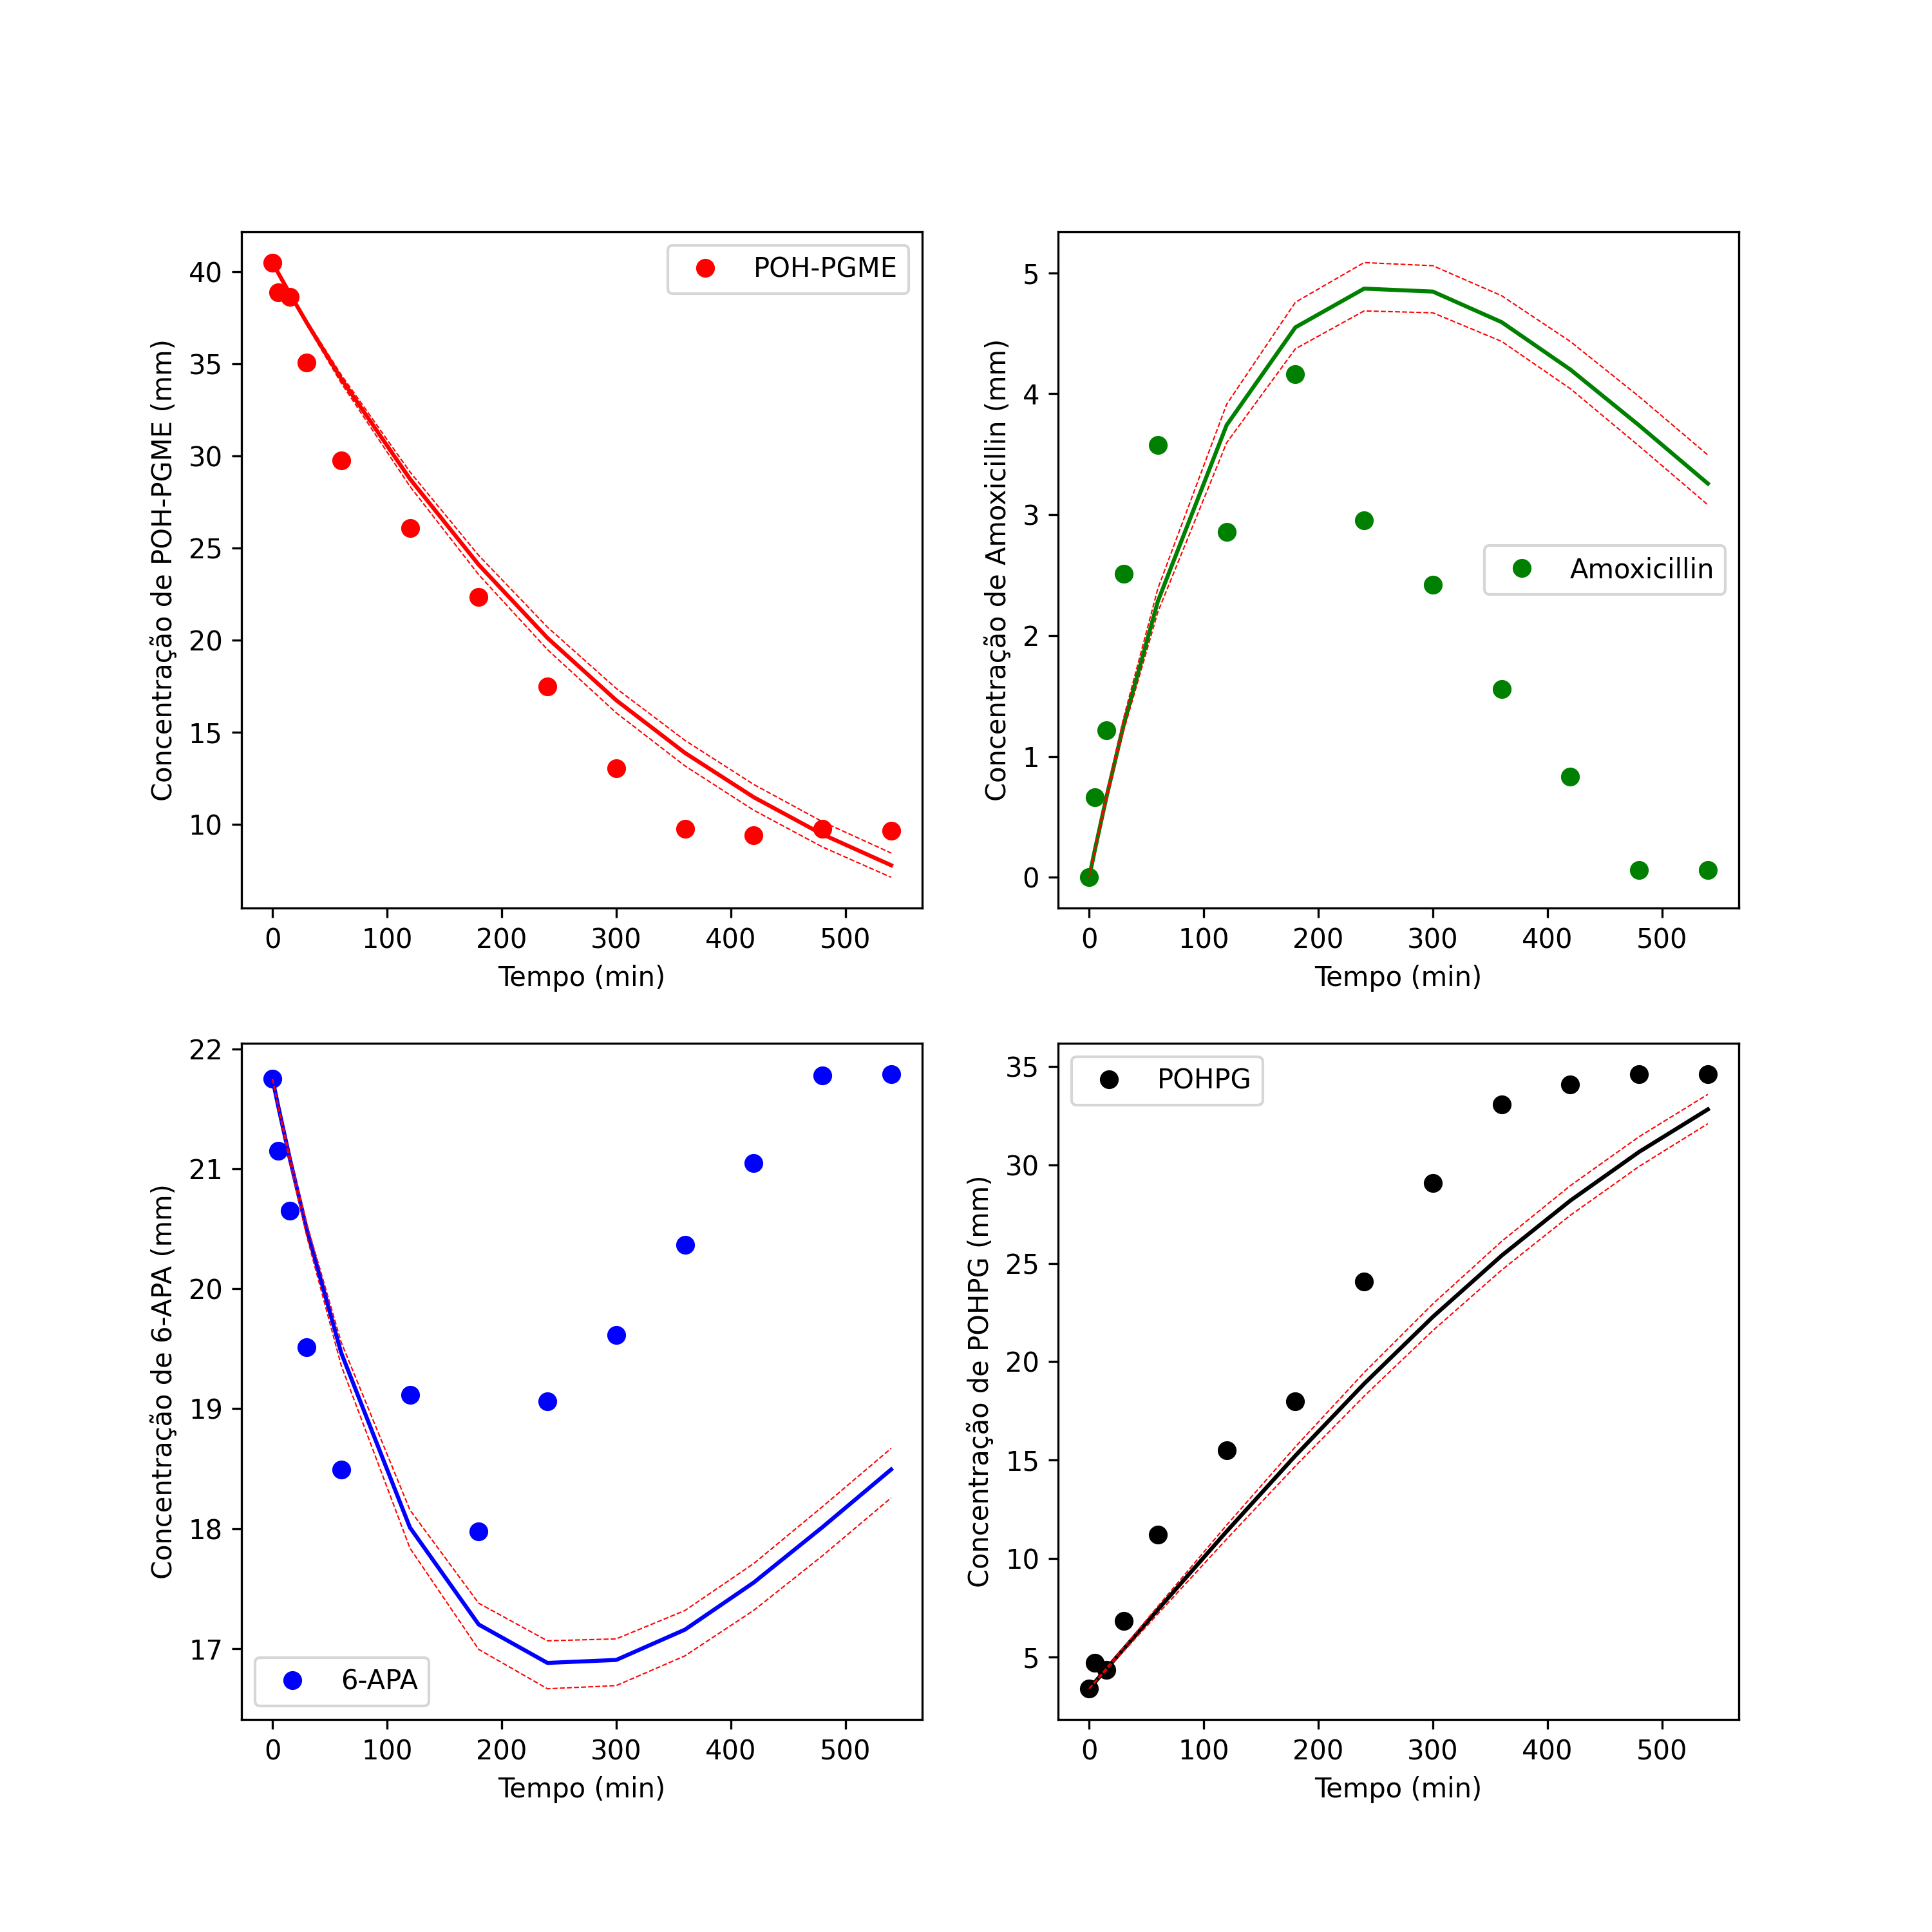 POH-PGME
Concentração de POH-PGME (mm)
40
35
30
25
20
15
10
0 100 200 300 400 500
Tempo (min)
Amoxicillin
Concentração de Amoxicillin (mm)
5
4
3
2
1
0
0 100 200 300 400 500
Tempo (min)
6-APA
Concentração de 6-APA (mm)
22
21
20
19
18
17
0 100 200 300 400 500
Tempo (min)
POHPG
Concentração de POHPG (mm)
35
30
25
20
15
10
5
0 100 200 300 400 500
Tempo (min)